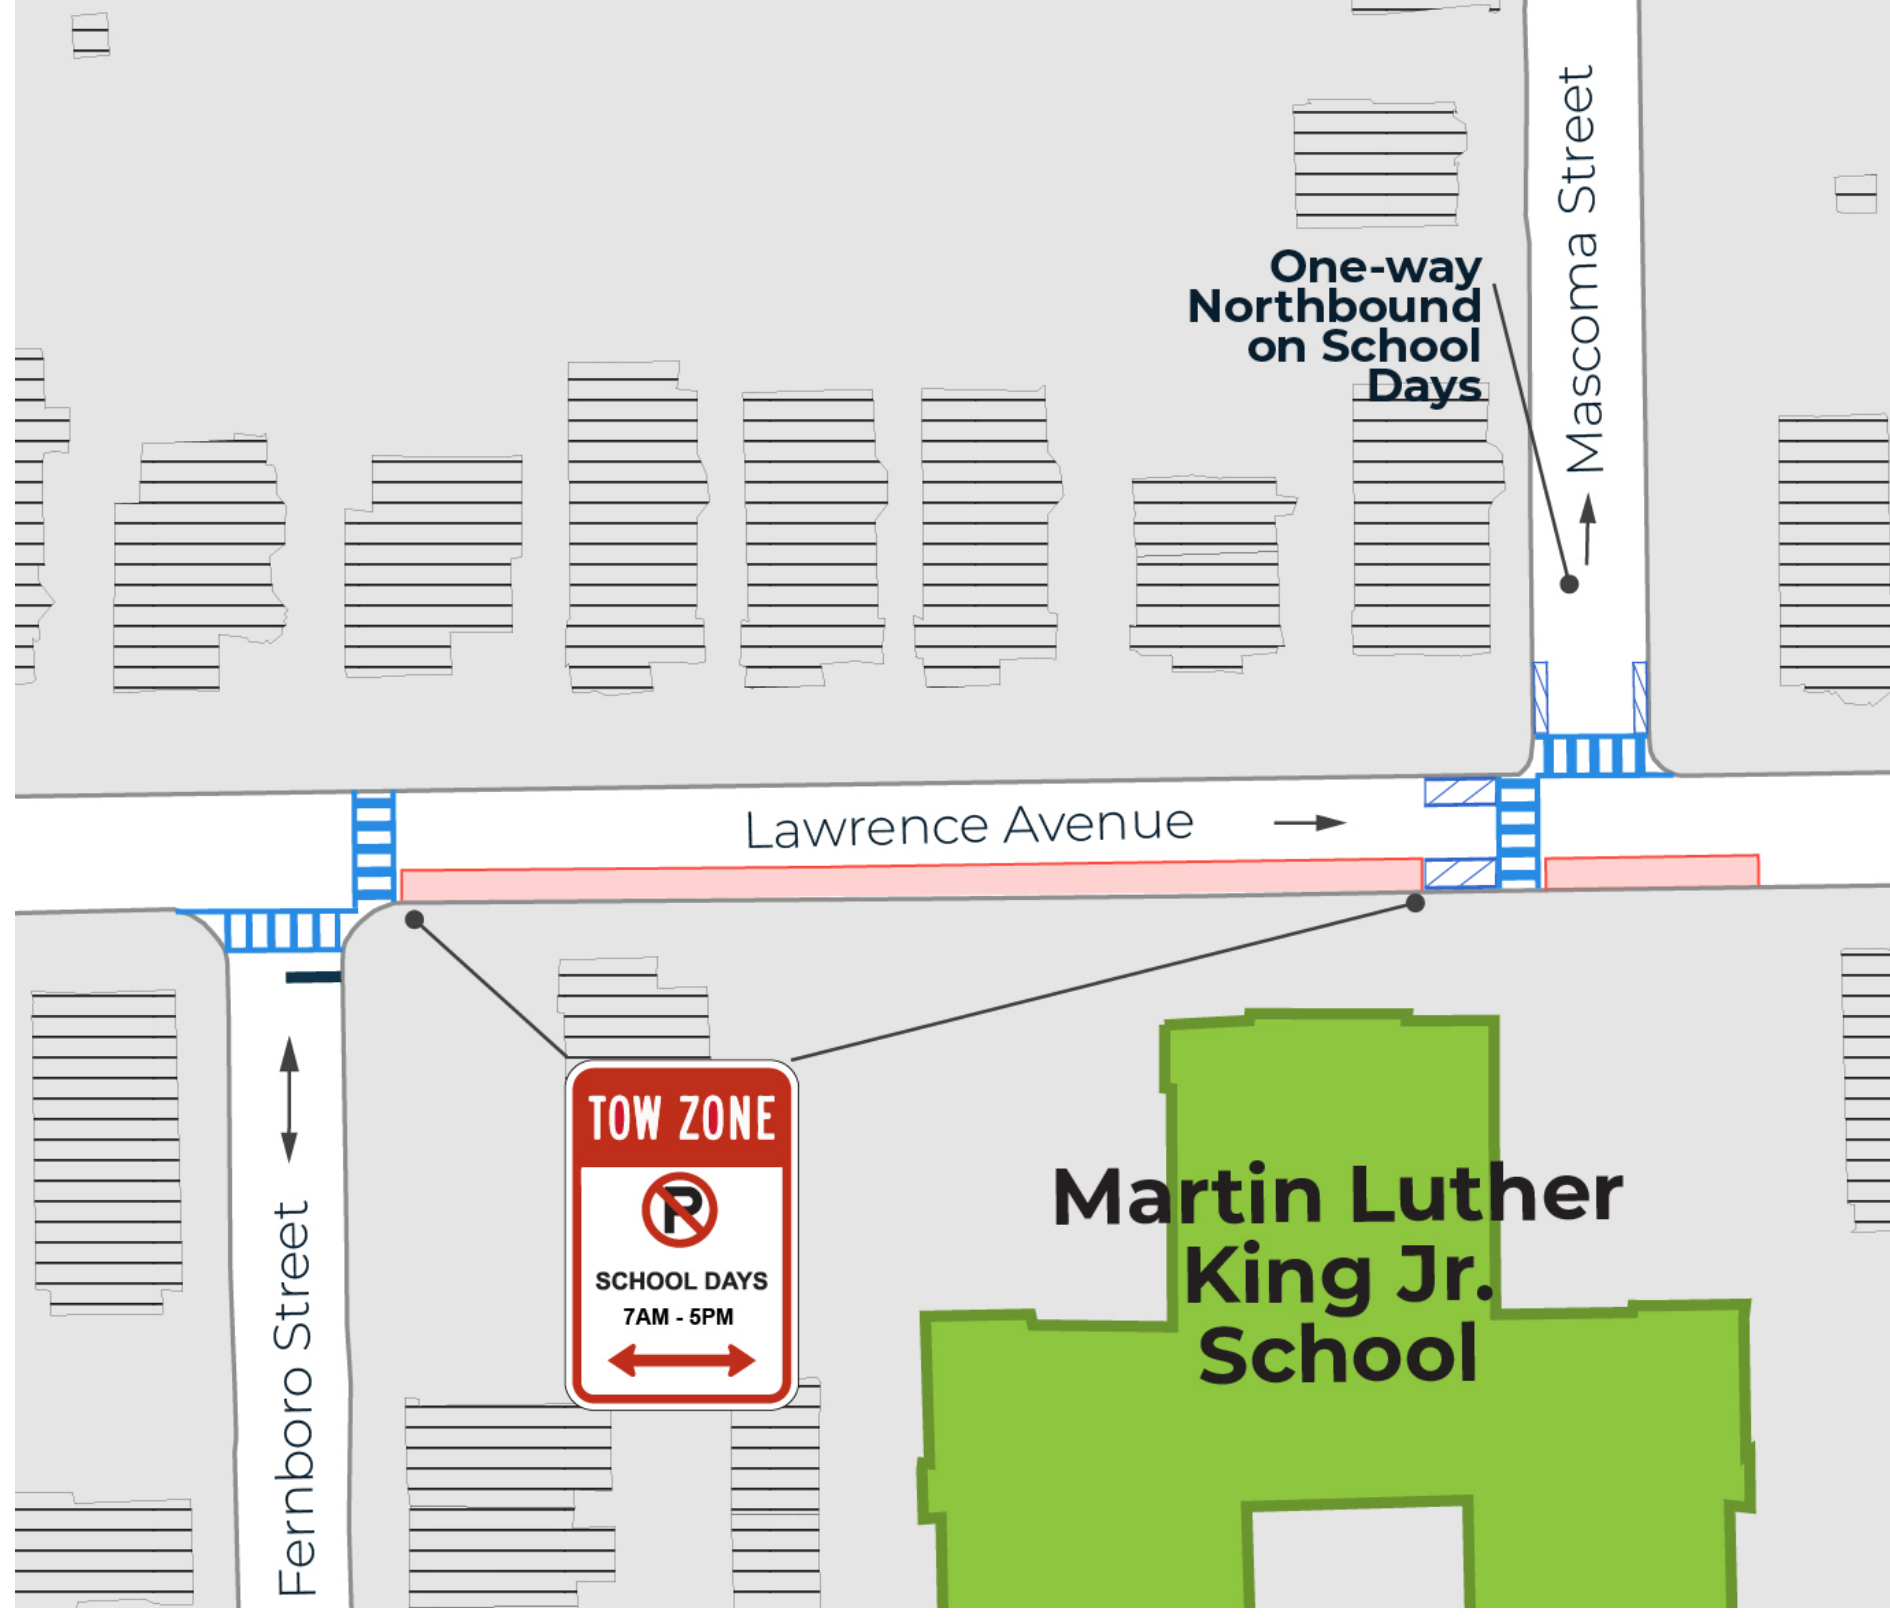 Mascoma Street
One-way
Northbound
on School
Days
Lawrence Avenue
TOW ZONE
P
SCHOOL DAYS
7AM - 5PM
Martin Luther
King Jr.
School
Fernboro Street